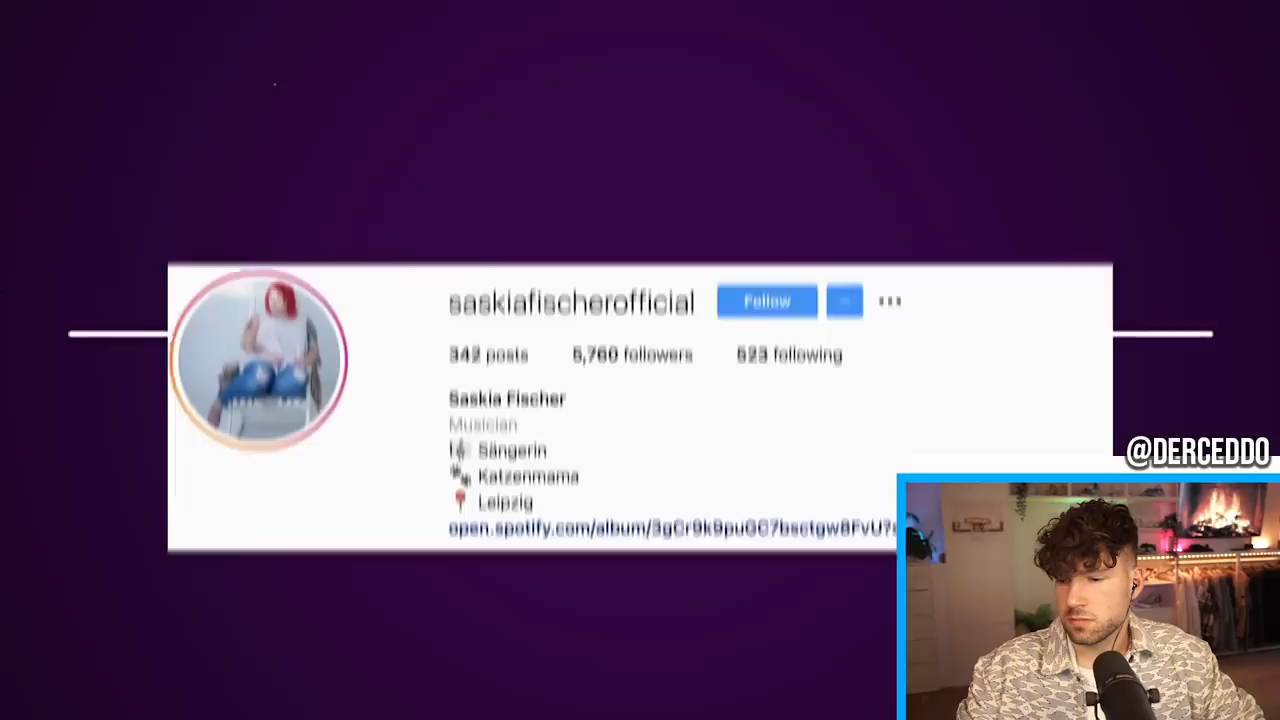 saskiafischerofficial Follow
342 posts 5,760 followers 523 following
Saskia Fischer
Musician
Sängerin
Katzenmama
Leipzig
@DERCEDDO